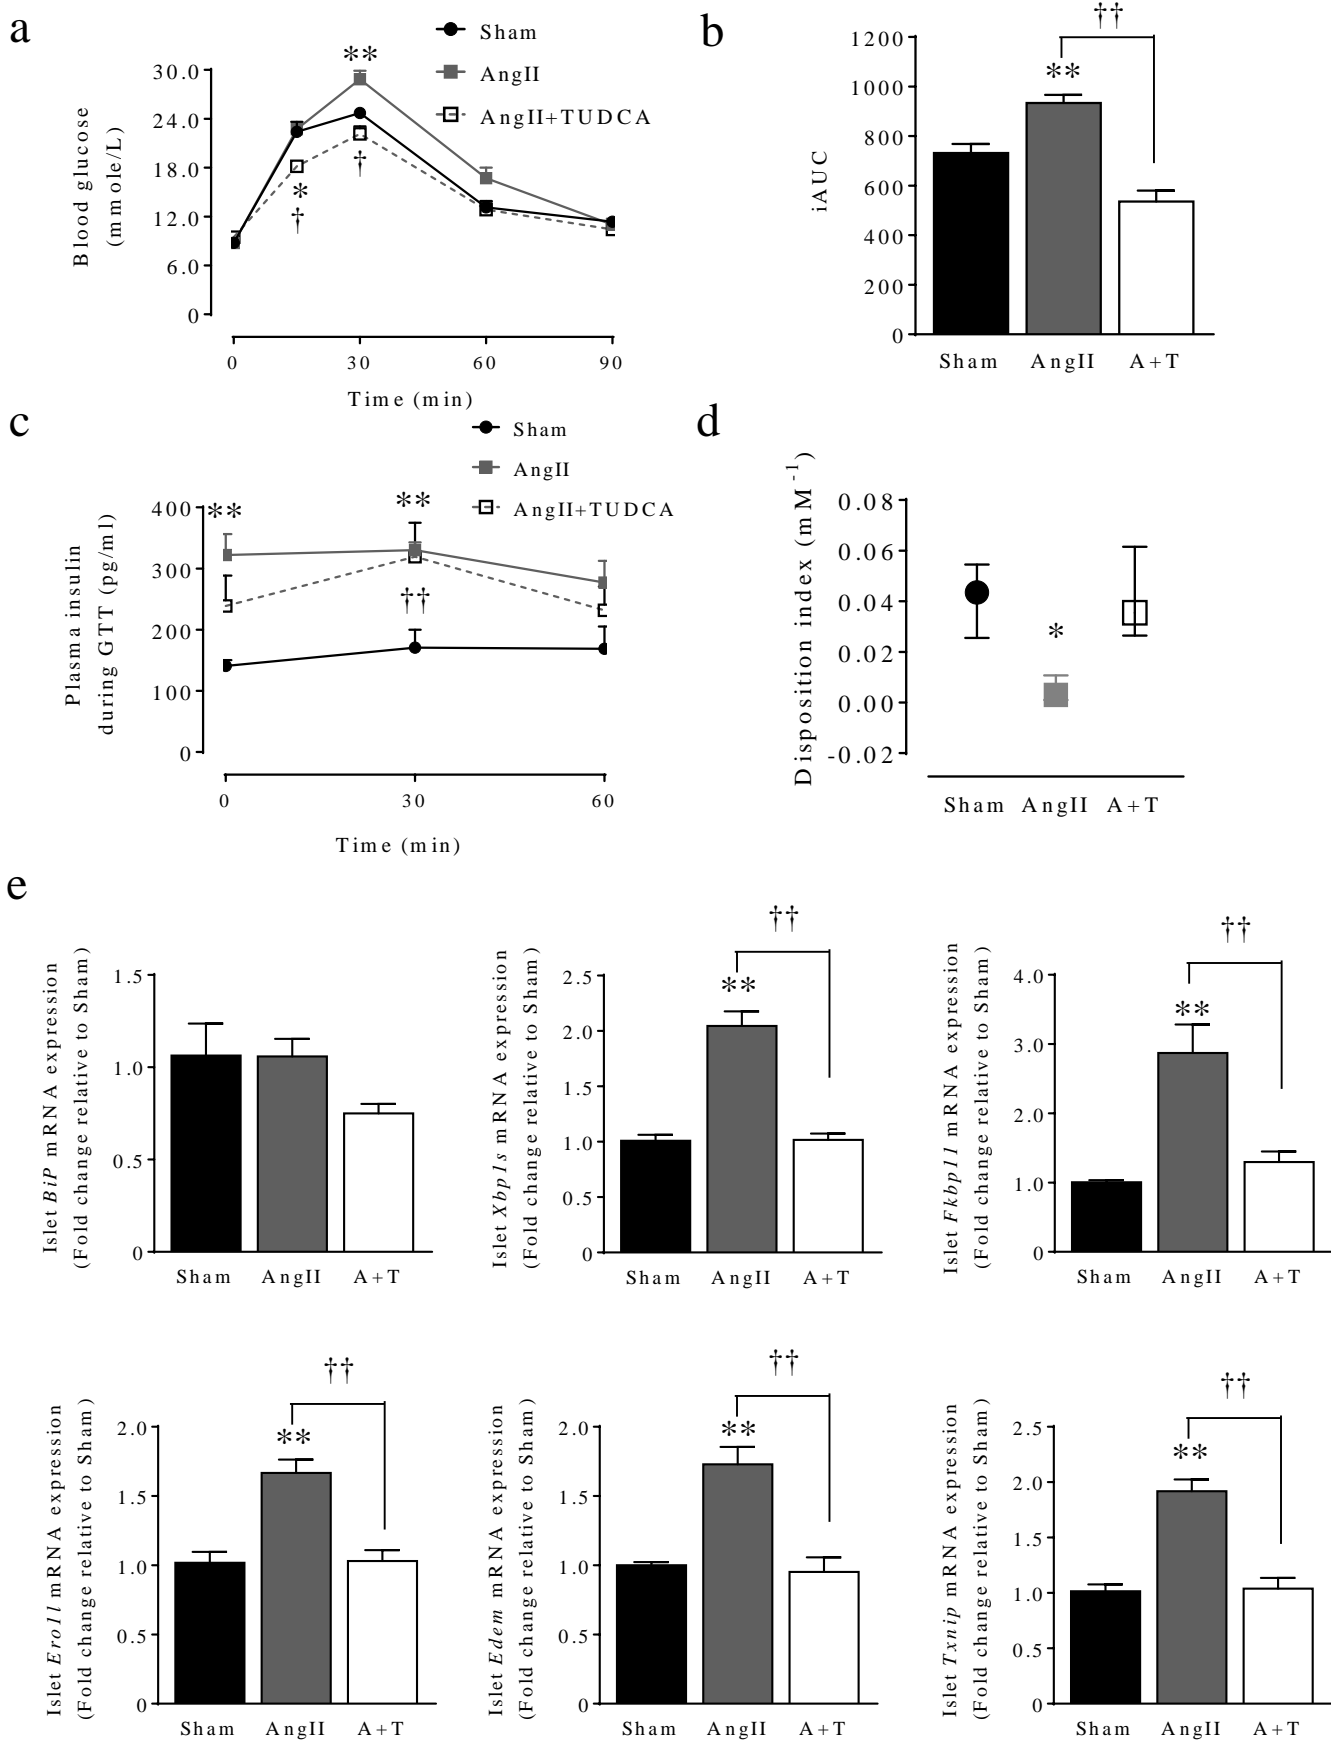 a
Sham
AngII
AngII+TUDCA
Blood glucose
(mmole/L)
30.0
24.0
18.0
12.0
6.0
0
**
*
†
†
0
30
60
90
Time (min)
b
††
**
iAUC
1200
1000
800
600
400
200
0
Sham
AngII
A+T
c
Sham
AngII
AngII+TUDCA
Plasma insulin
during GTT (pg/ml)
400
300
200
100
0
**
**
††
0
30
60
Time (min)
d
Disposition index (mM-1)
0.08
0.06
0.04
0.02
0.00
-0.02
*
Sham
AngII
A+T
e
Islet BiP mRNA expression
(Fold change relative to Sham)
1.5
1.0
0.5
0
Sham
AngII
A+T
Islet Xbp1s mRNA expression
(Fold change relative to Sham)
2.5
2.0
1.5
1.0
0.5
0
††
**
Sham
AngII
A+T
Islet Fkbp11 mRNA expression
(Fold change relative to Sham)
4.0
3.0
2.0
1.0
0
††
**
Sham
AngII
A+T
Islet Ero1l mRNA expression
(Fold change relative to Sham)
2.0
1.5
1.0
0.5
0
††
**
Sham
AngII
A+T
Islet Edem mRNA expression
(Fold change relative to Sham)
2.0
1.5
1.0
0.5
0
††
**
Sham
AngII
A+T
Islet Txnip mRNA expression
(Fold change relative to Sham)
2.5
2.0
1.5
1.0
0.5
0
††
**
Sham
AngII
A+T